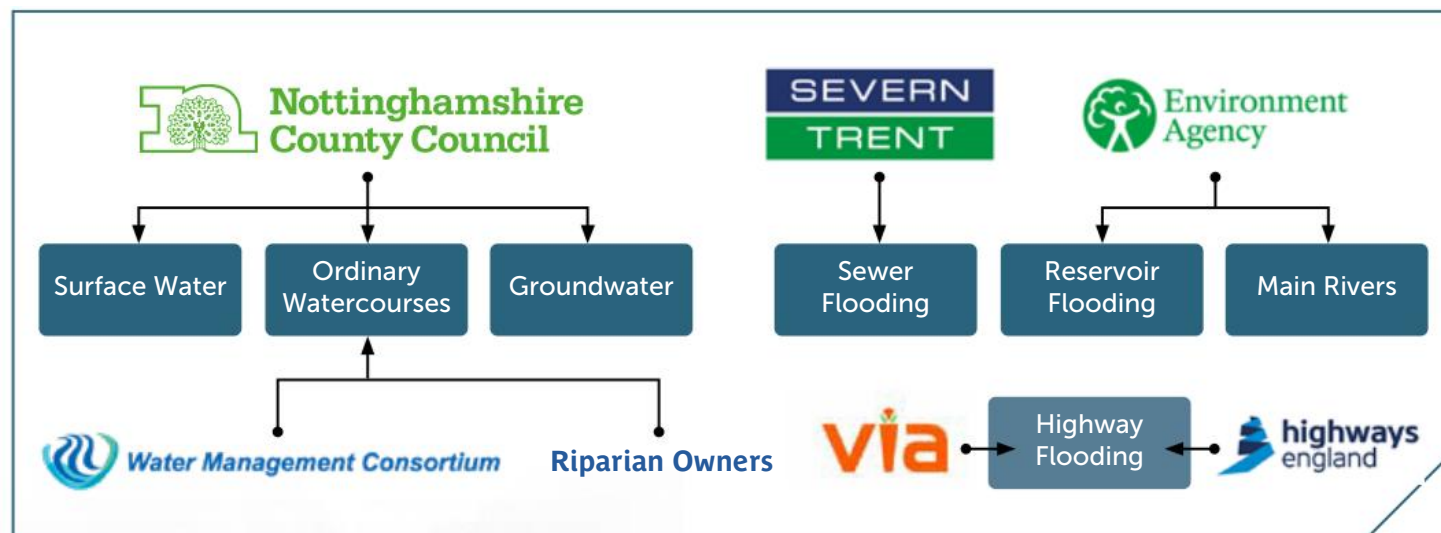 Nottinghamshire
County Council
SEVERN
TRENT
Environment
Agency
Surface Water
Ordinary
Watercourses
Groundwater
Sewer
Flooding
Reservoir
Flooding
Main Rivers
Water Management Consortium
Riparian Owners
via
Highway
Flooding
highways
england